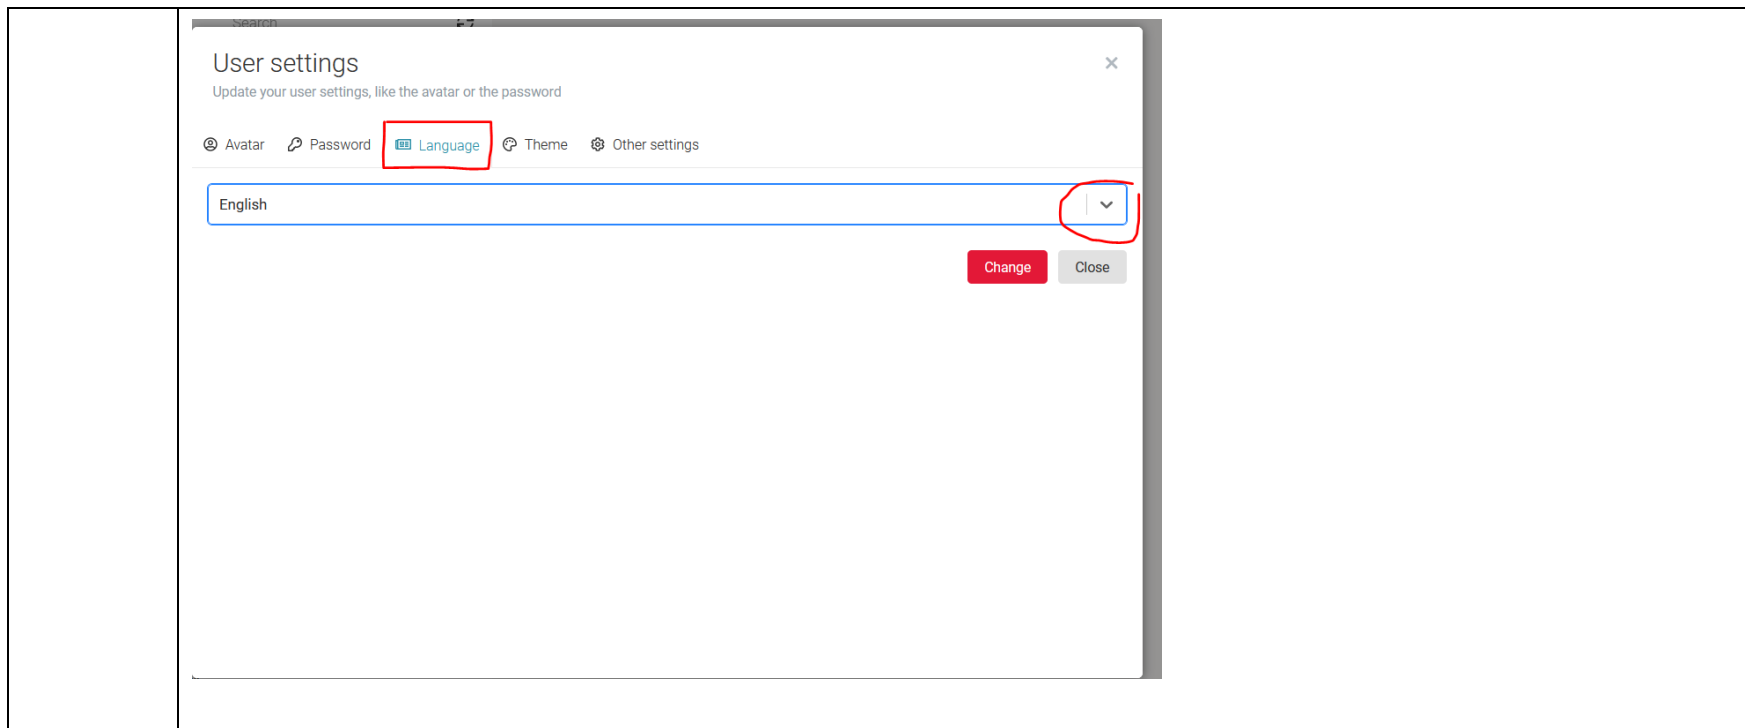 Search
User settings
Update your user settings, like the avatar or the password
Avatar Password Language Theme Other settings
English
Change Close